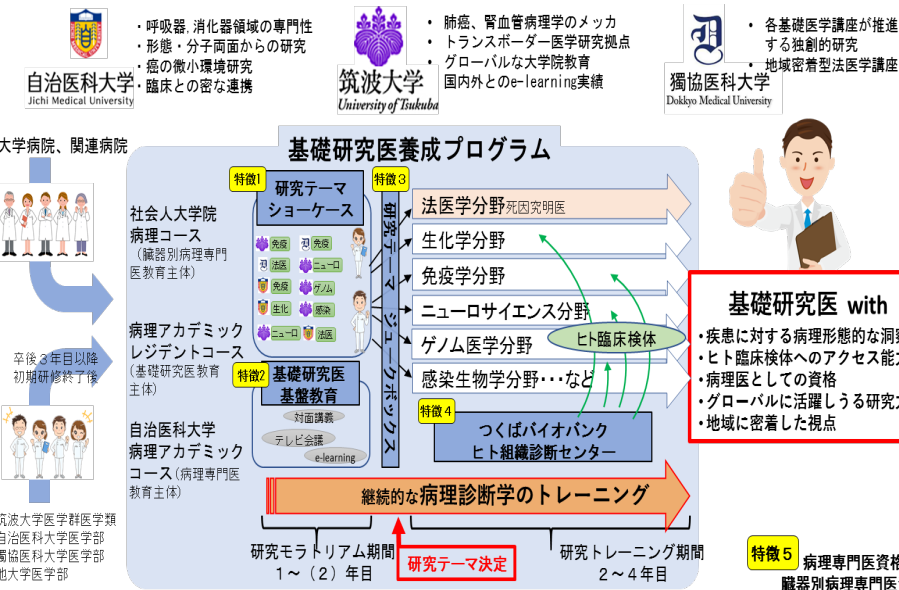 自治医科大学
Jichi Medical University
・呼吸器、消化器領域の専門性
・形態・分子両面からの研究
・癌の微小環境研究
・臨床との密な連携
筑波大学
University of Tsukuba
• 肺癌、腎血管病理学のメッカ
• トランスボーダー医学研究拠点
• グローバルな大学院教育
• 国内外とのe-learning実績
獨協医科大学
Dokkyo Medical University
• 各基礎医学講座が推進
する独創的研究
• 地域密着型法医学講座
大学病院、関連病院
卒後３年目以降
初期研修終了後
筑波大学医学群医学類
自治医科大学医学部
獨協医科大学医学部
他大学医学部
基礎研究医養成プログラム
社会人大学院
病理コース
（臓器別病理専門
医教育主体）
病理アカデミック
レジデントコース
（基礎研究医教育
主体）
自治医科大学
病理アカデミック
コース（病理専門医
教育主体）
特徴1
研究テーマ
ショーケース
免疫
免疫
法医
ニューロ
免疫
ゲノム
生化
感染
ニューロ
法医
特徴2
基礎研究医
基盤教育
対面講義
テレビ会議
e-learning
特徴３
研究テーマ ジュークボックス
法医学分野死因究明医
生化学分野
免疫学分野
ニューロサイエンス分野
ゲノム医学分野
感染生物学分野・・・など
ヒト臨床検体
特徴４
つくばバイオバンク
ヒト組織診断センター
継続的な病理診断学のトレーニング
研究モラトリアム期間
１～（２）年目
研究テーマ決定
研究トレーニング期間
２～４年目
基礎研究医 with
・疾患に対する病理形態的な洞察
・ヒト臨床検体へのアクセス能力
・病理医としての資格
・グローバルに活躍しうる研究力
・地域に密着した視点
特徴５
病理専門医資格
臓器別病理専門医